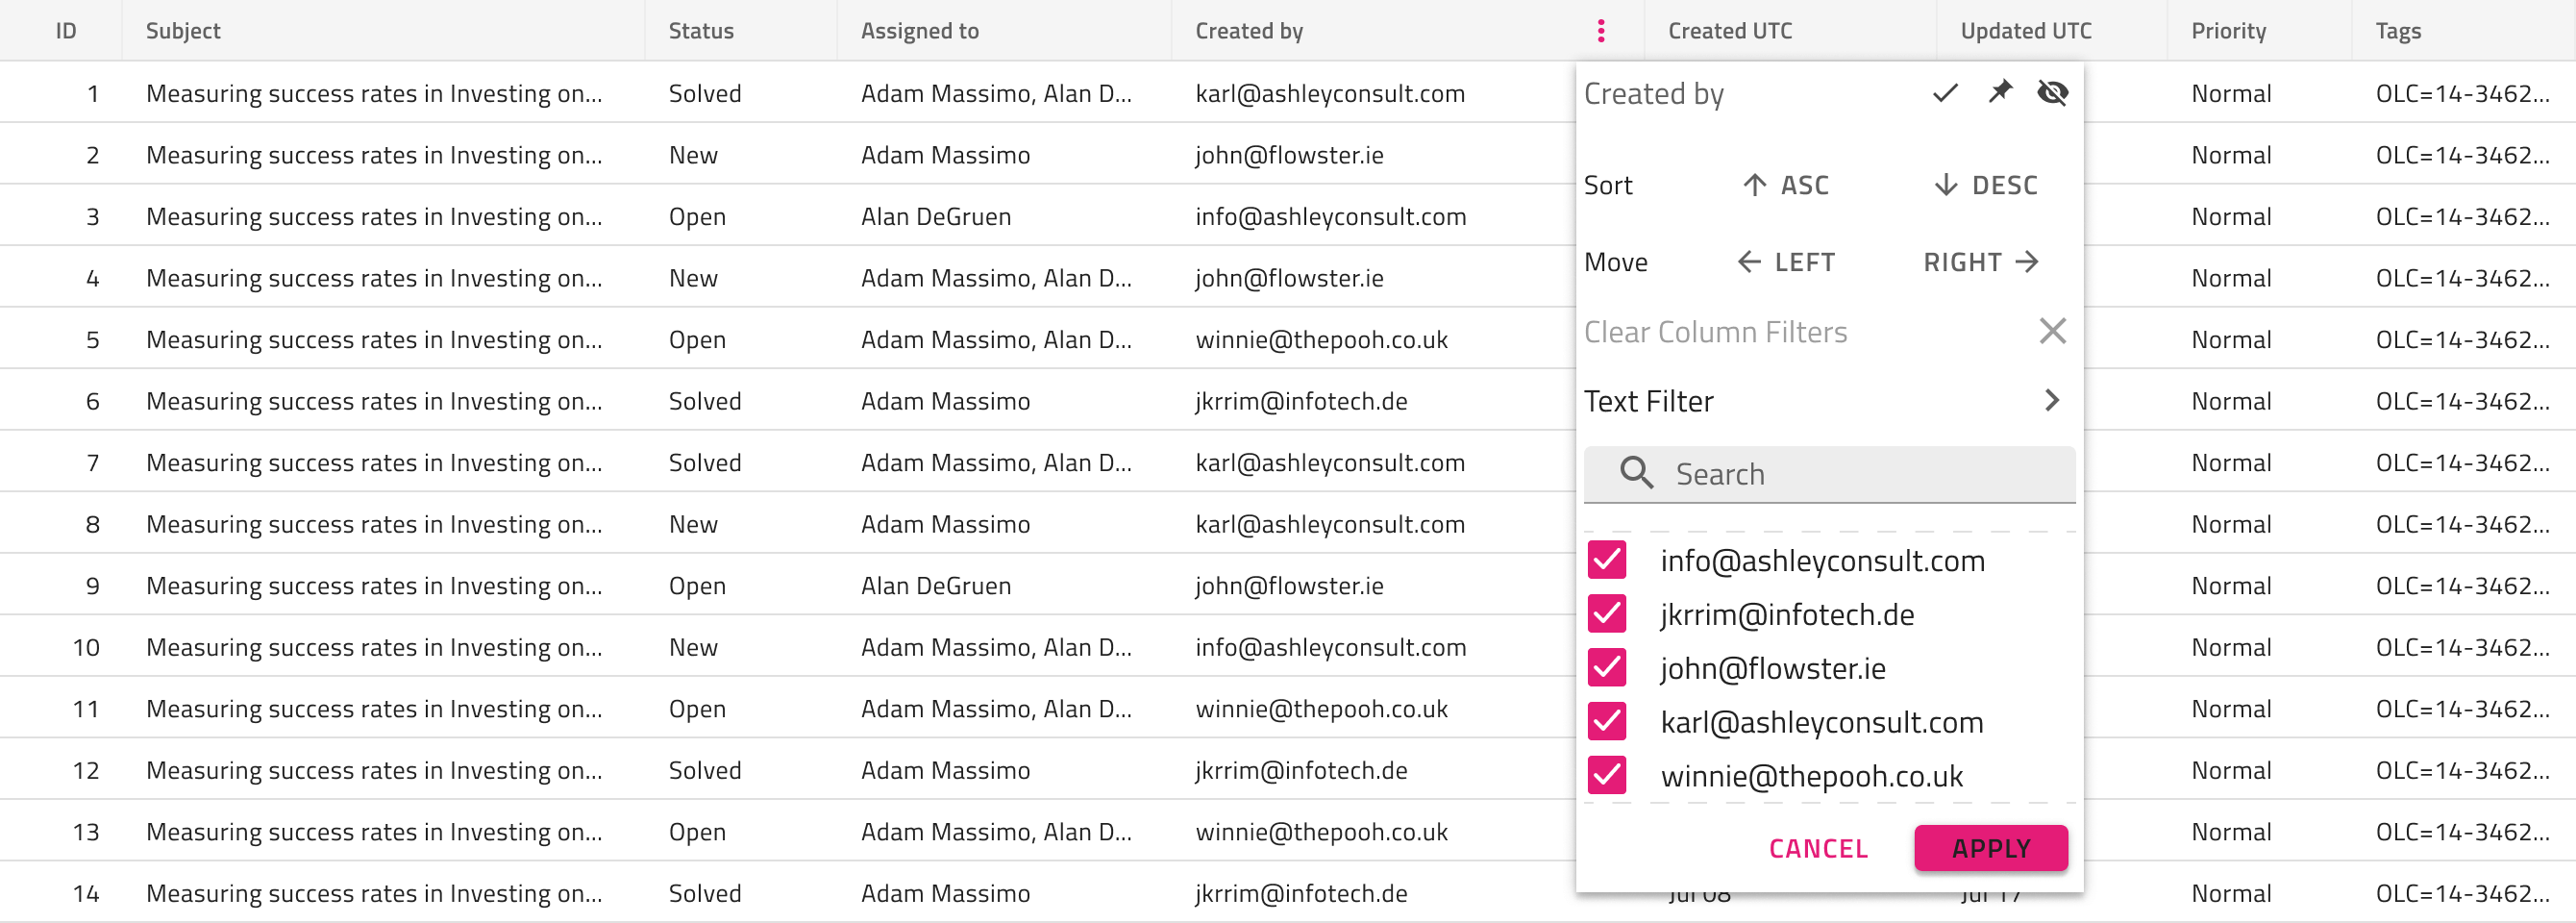 ID Subject Status Assigned to Created by Created UTC Updated UTC Priority Tags
1 Measuring success rates in Investing on... Solved Adam Massimo, Alan D... karl@ashleyconsult.com Normal OLC=14-3462...
2 Measuring success rates in Investing on... New Adam Massimo john@flowster.ie Normal OLC=14-3462...
3 Measuring success rates in Investing on... Open Alan DeGruen info@ashleyconsult.com Normal OLC=14-3462...
4 Measuring success rates in Investing on... New Adam Massimo, Alan D... john@flowster.ie Normal OLC=14-3462...
5 Measuring success rates in Investing on... Open Adam Massimo, Alan D... winnie@thepooh.co.uk Normal OLC=14-3462...
6 Measuring success rates in Investing on... Solved Adam Massimo jkrrim@infotech.de Normal OLC=14-3462...
7 Measuring success rates in Investing on... Solved Adam Massimo, Alan D... karl@ashleyconsult.com Normal OLC=14-3462...
8 Measuring success rates in Investing on... New Adam Massimo karl@ashleyconsult.com Normal OLC=14-3462...
9 Measuring success rates in Investing on... Open Alan DeGruen john@flowster.ie Normal OLC=14-3462...
10 Measuring success rates in Investing on... New Adam Massimo, Alan D... info@ashleyconsult.com Normal OLC=14-3462...
11 Measuring success rates in Investing on... Open Adam Massimo, Alan D... winnie@thepooh.co.uk Normal OLC=14-3462...
12 Measuring success rates in Investing on... Solved Adam Massimo jkrrim@infotech.de Normal OLC=14-3462...
13 Measuring success rates in Investing on... Open Adam Massimo, Alan D... winnie@thepooh.co.uk Normal OLC=14-3462...
14 Measuring success rates in Investing on... Solved Adam Massimo jkrrim@infotech.de Jul 08 Jul 17 Normal OLC=14-3462...
Created by
Sort ASC DESC
Move LEFT RIGHT
Clear Column Filters
Text Filter
Search
info@ashleyconsult.com
jkrrim@infotech.de
john@flowster.ie
karl@ashleyconsult.com
winnie@thepooh.co.uk
CANCEL APPLY